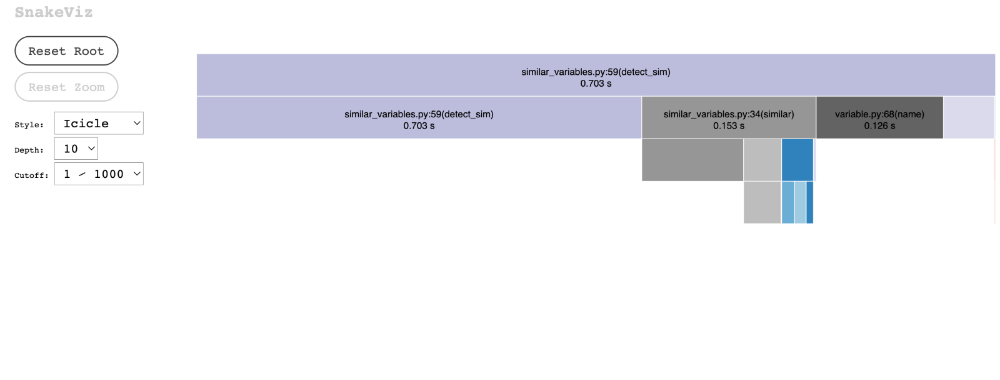 SnakeViz
Reset Root
Reset Zoom
Style: Icicle
Depth: 10
Cutoff: 1 / 1000
similar_variables.py:59(detect_sim)
0.703 s
similar_variables.py:59(detect_sim)
0.703 s
similar_variables.py:34(similar)
0.153 s
variable.py:68(name)
0.126 s